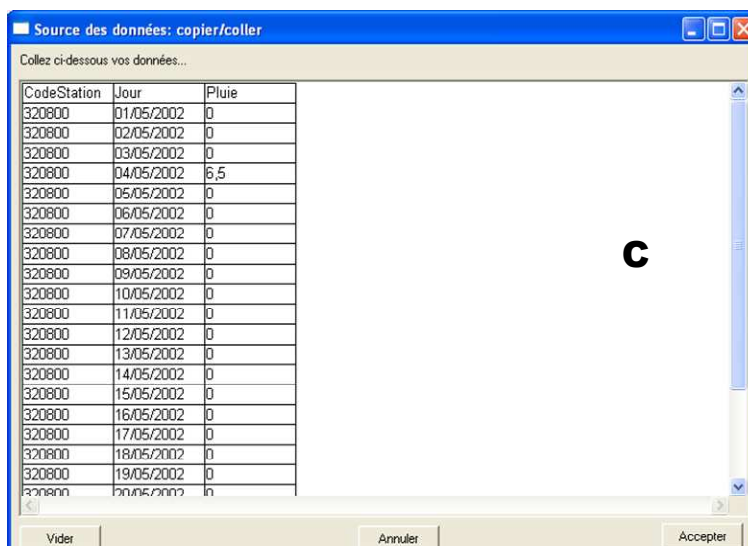 Source des données: copier/coller
Collez ci-dessous vos données...
CodeStation Jour Pluie
320800 01/05/2002 0
320800 02/05/2002 0
320800 03/05/2002 0
320800 04/05/2002 6,5
320800 05/05/2002 0
320800 06/05/2002 0
320800 07/05/2002 0
320800 08/05/2002 0
320800 09/05/2002 0
320800 10/05/2002 0
320800 11/05/2002 0
320800 12/05/2002 0
320800 13/05/2002 0
320800 14/05/2002 0
320800 15/05/2002 0
320800 16/05/2002 0
320800 17/05/2002 0
320800 18/05/2002 0
320800 19/05/2002 0
320800 20/05/2002 0
C
Vider Annuler Accepter